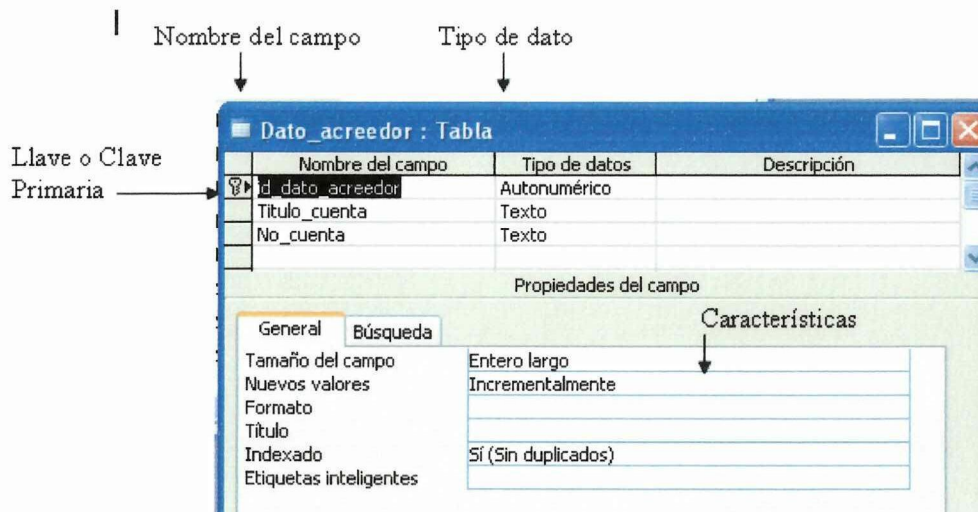 Nombre del campo Tipo de dato
Dato_acreedor : Tabla
Llave o Clave
Primaria
Nombre del campo Tipo de datos Descripción
id_dato_acreedor Autonumérico
Titulo_cuenta Texto
No_cuenta Texto
Propiedades del campo
Características
General Búsqueda
Tamaño del campo Entero largo
Nuevos valores Incrementalmente
Formato
Título
Indexado Sí (Sin duplicados)
Etiquetas inteligentes